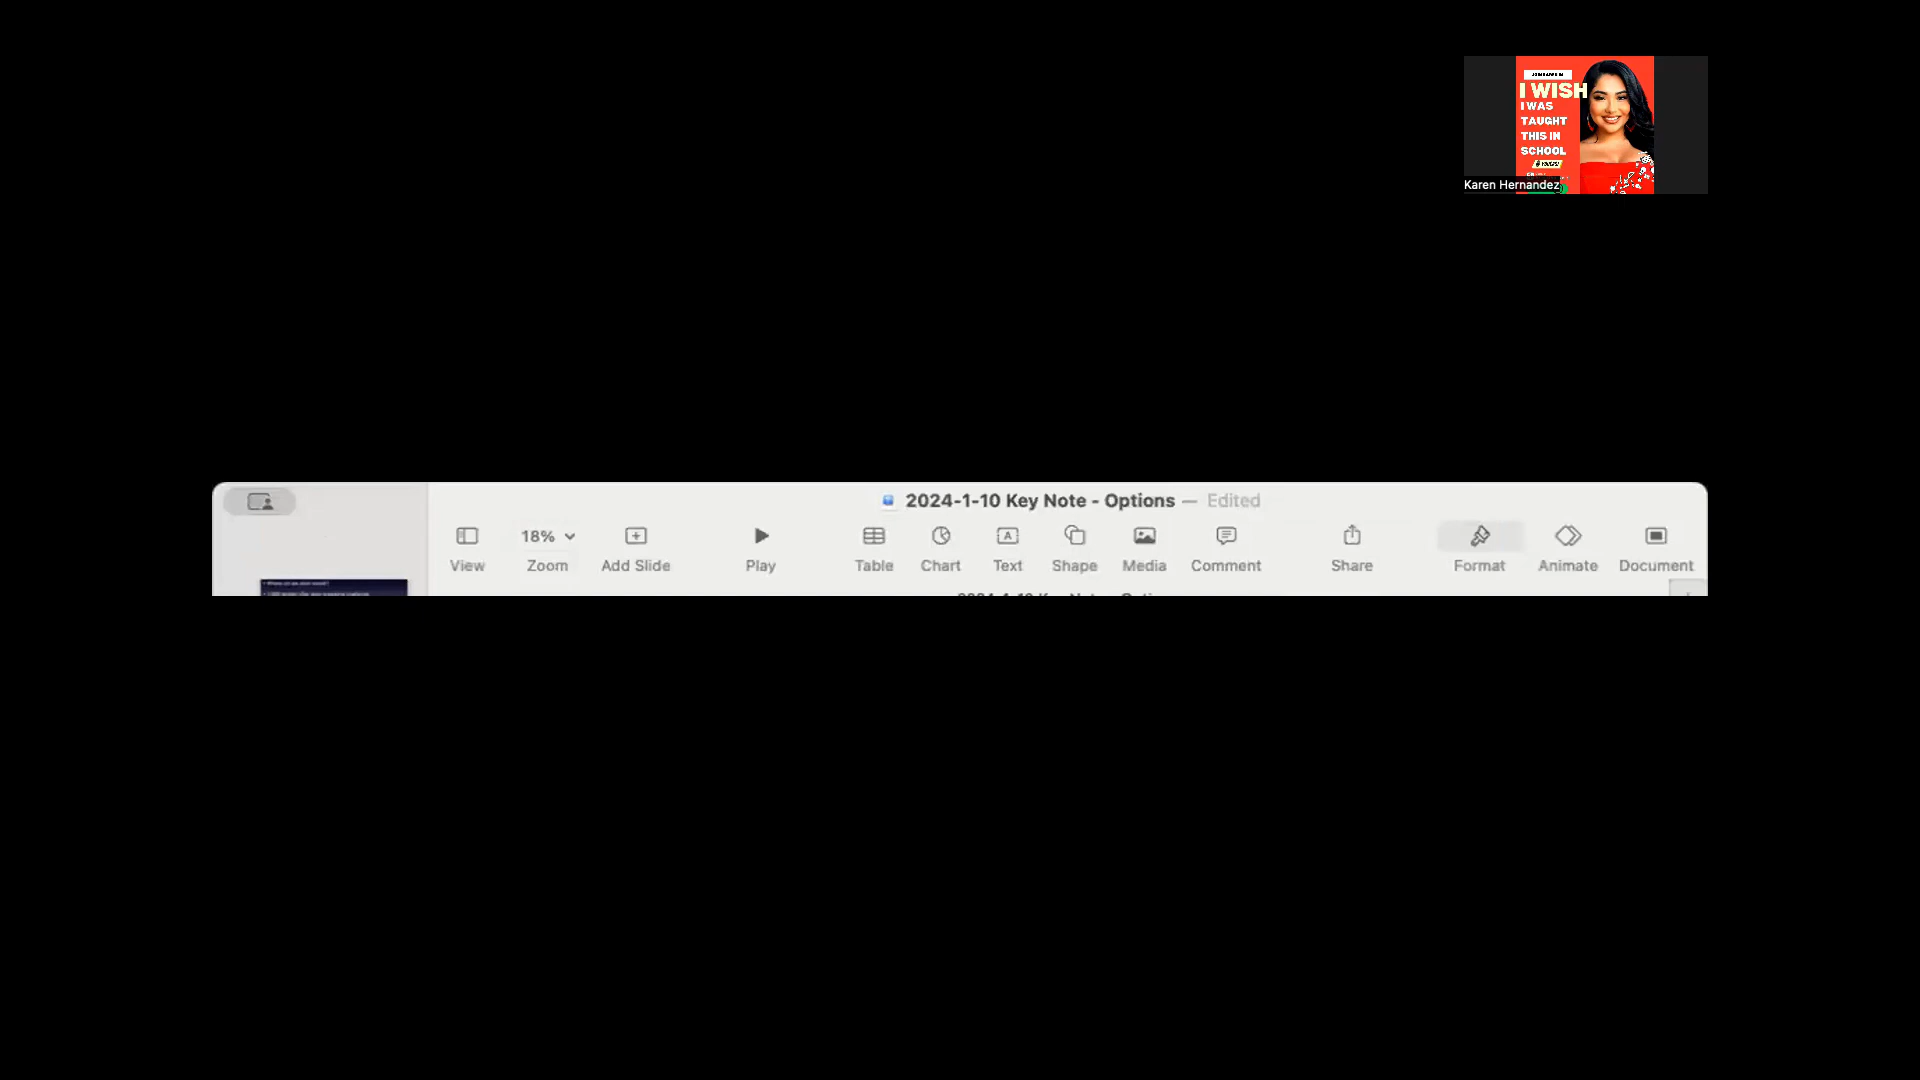 I WISH
I WAS
TAUGHT
THIS IN
SCHOOL
Karen Hernandez
2024-1-10 Key Note - Options — Edited
18%
View
Zoom
Add Slide
Play
Table
Chart
Text
Shape
Media
Comment
Share
Format
Animate
Document